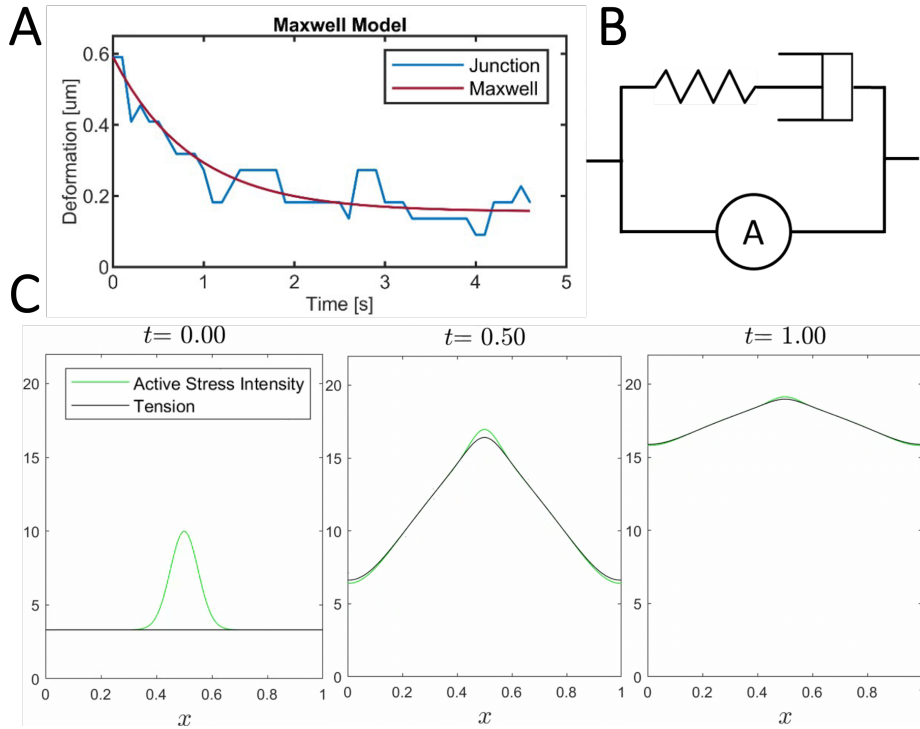 A
Maxwell Model
Deformation [um]
0.6
0.4
0.2
0
Junction
Maxwell
0 1 2 3 4 5
Time [s]
B
A
C
t= 0.00
20
15
10
5
0
Active Stress Intensity
Tension
0 0.2 0.4 0.6 0.8 1
x
t= 0.50
20
15
10
5
0
0 0.2 0.4 0.6 0.8 1
x
t= 1.00
20
15
10
5
0
0 0.2 0.4 0.6 0.8
x